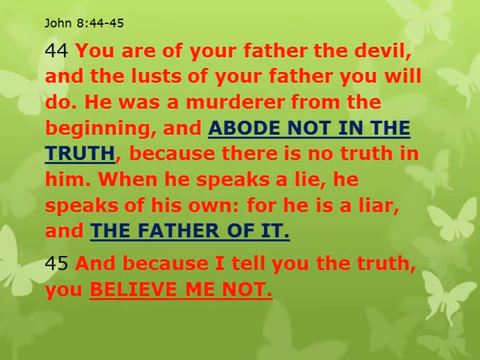 John 8:44-45
44 You are of your father the devil,
and the lusts of your father you will
do. He was a murderer from the
beginning, and ABODE NOT IN THE
TRUTH, because there is no truth in
him. When he speaks a lie, he
speaks of his own: for he is a liar,
and THE FATHER OF IT.
45 And because I tell you the truth,
you BELIEVE ME NOT.